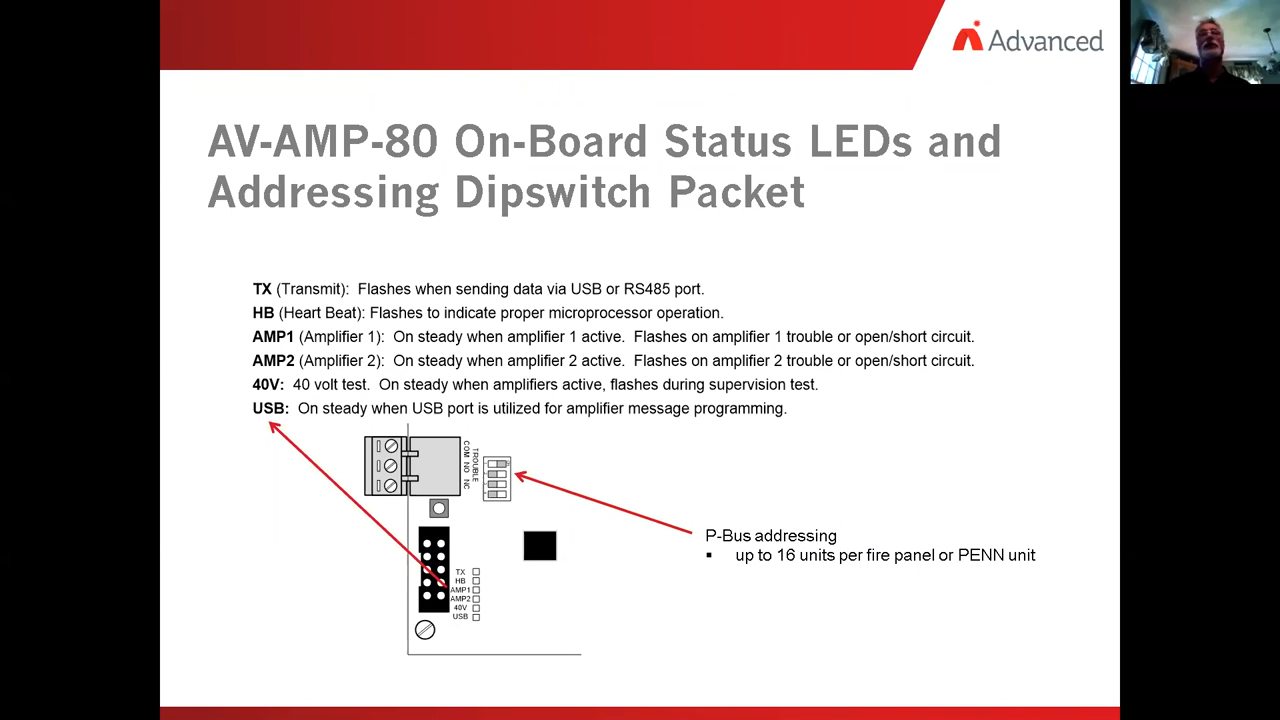 Advanced
AV-AMP-80 On-Board Status LEDs and
Addressing Dipswitch Packet
TX (Transmit): Flashes when sending data via USB or RS485 port.
HB (Heart Beat): Flashes to indicate proper microprocessor operation.
AMP1 (Amplifier 1): On steady when amplifier 1 active. Flashes on amplifier 1 trouble or open/short circuit.
AMP2 (Amplifier 2): On steady when amplifier 2 active. Flashes on amplifier 2 trouble or open/short circuit.
40V: 40 volt test. On steady when amplifiers active, flashes during supervision test.
USB: On steady when USB port is utilized for amplifier message programming.
COM NO NC
TROUBLE
P-Bus addressing
▪ up to 16 units per fire panel or PENN unit
TX
HB
AMP1
AMP2
40V
USB